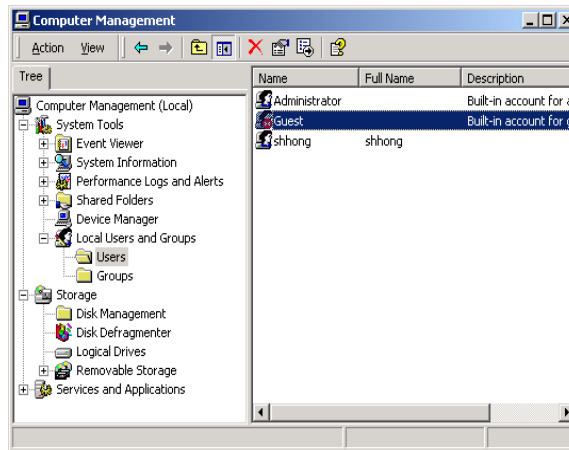 Computer Management
Action View
Tree
Name Full Name Description
Computer Management (Local)
System Tools
Event Viewer
System Information
Performance Logs and Alerts
Shared Folders
Device Manager
Local Users and Groups
Users
Groups
Storage
Disk Management
Disk Defragmenter
Logical Drives
Removable Storage
Services and Applications
Administrator Built-in account for
Guest Built-in account for
shhong shhong